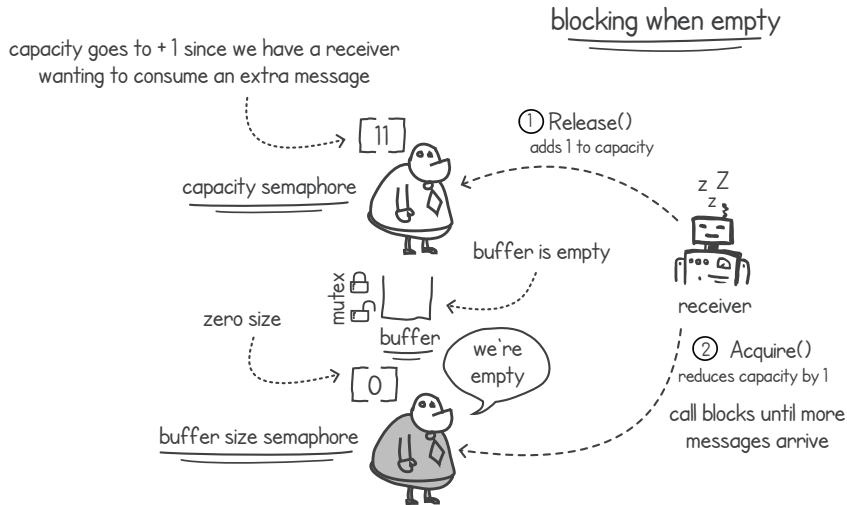 blocking when empty
capacity goes to +1 since we have a receiver
wanting to consume an extra message
[11]
1 Release()
adds 1 to capacity
capacity semaphore
z Z
z
buffer is empty
mutex
receiver
zero size
buffer
we're
empty
2 Acquire()
reduces capacity by 1
[0]
call blocks until more
messages arrive
buffer size semaphore